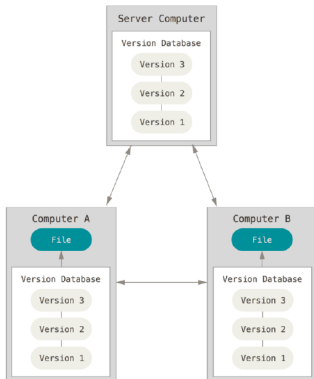 Server Computer
Version Database
Version 3
Version 2
Version 1
Computer A
File
Version Database
Version 3
Version 2
Version 1
Computer B
File
Version Database
Version 3
Version 2
Version 1